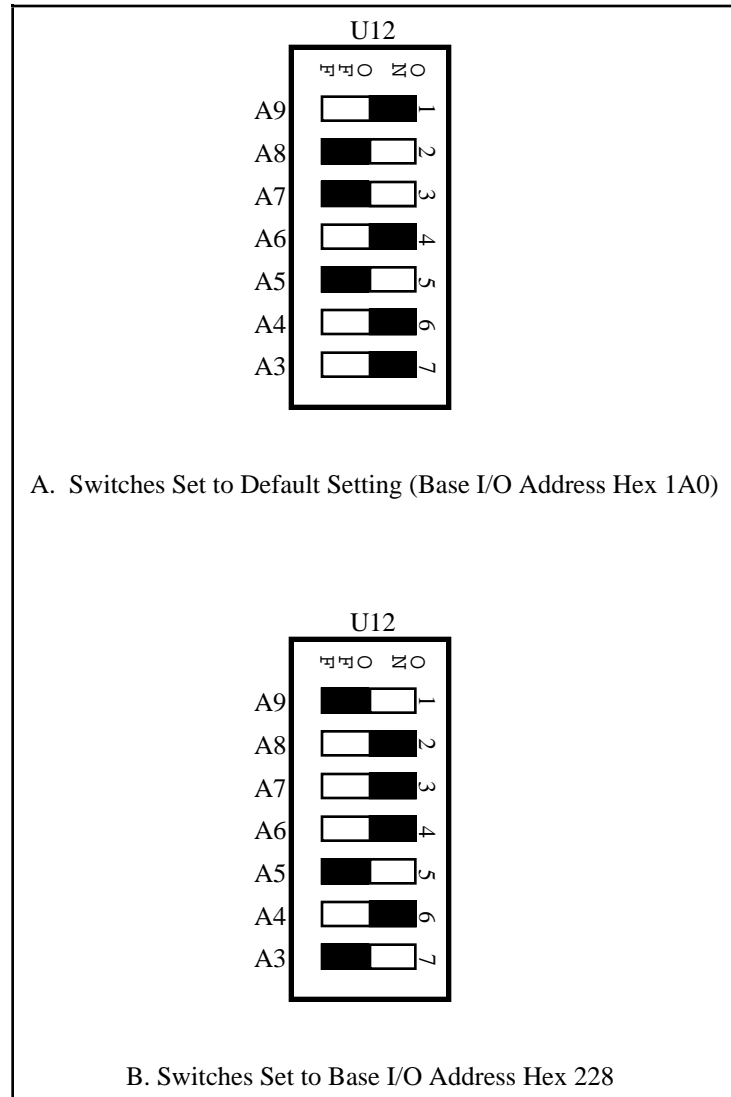 U12
OFF ON
A9 1
A8 2
A7 3
A6 4
A5 5
A4 6
A3 7
A. Switches Set to Default Setting (Base I/O Address Hex 1A0)
U12
OFF ON
A9 1
A8 2
A7 3
A6 4
A5 5
A4 6
A3 7
B. Switches Set to Base I/O Address Hex 228